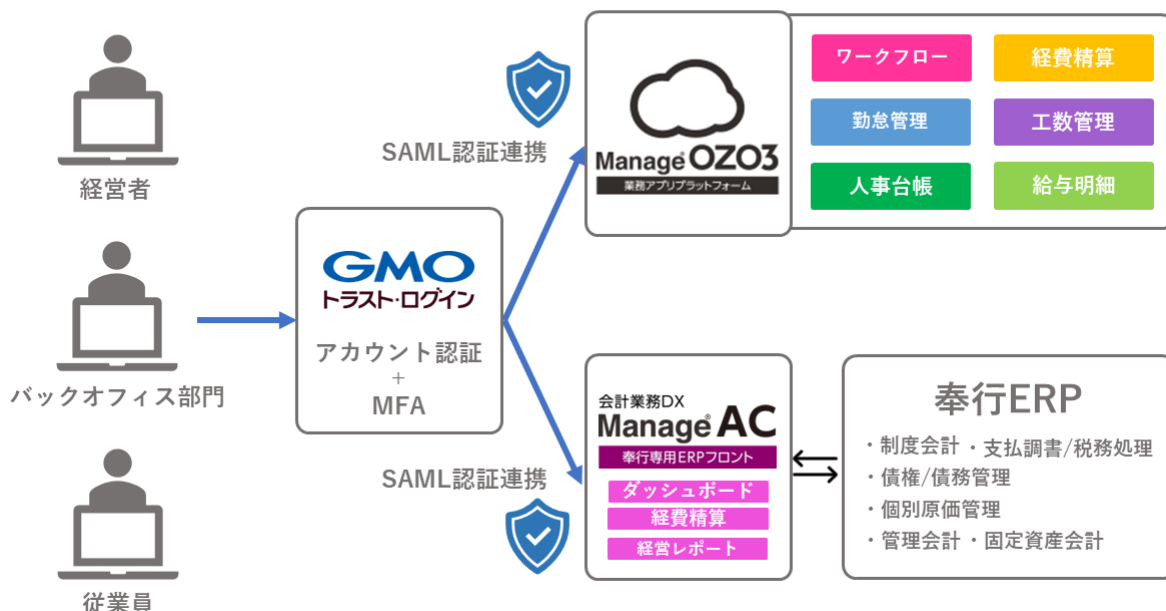 経営者
バックオフィス部門
従業員
GMO
トラスト・ログイン
アカウント認証
+
MFA
SAML認証連携
Manage OZO3
業務アプリプラットフォーム
ワークフロー
経費精算
勤怠管理
工数管理
人事台帳
給与明細
SAML認証連携
会計業務DX
Manage AC
奉行専用ERPフロント
ダッシュボード
経費精算
経営レポート
奉行ERP
・制度会計 ・支払調書/税務処理
・債権/債務管理
・個別原価管理
・管理会計・固定資産会計